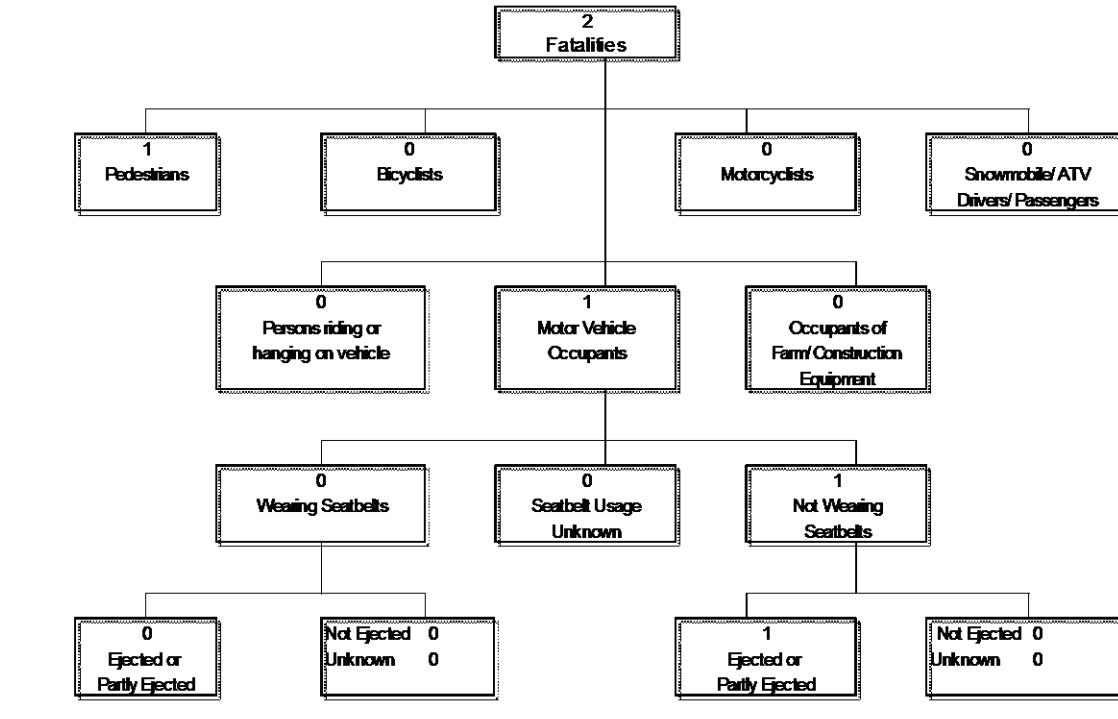 2
Fatalities
1
Pedestrians
0
Bicyclists
0
Motorcyclists
0
Snowmobile/ ATV
Drivers/ Passengers
0
Persons riding or
hanging on vehicle
1
Motor Vehicle
Occupants
0
Occupants of
Farm/ Construction
Equipment
0
Wearing Seatbelts
0
Seatbelt Usage
Unknown
1
Not Wearing
Seatbelts
0
Ejected or
Partly Ejected
Not Ejected 0
Unknown 0
1
Ejected or
Partly Ejected
Not Ejected 0
Unknown 0